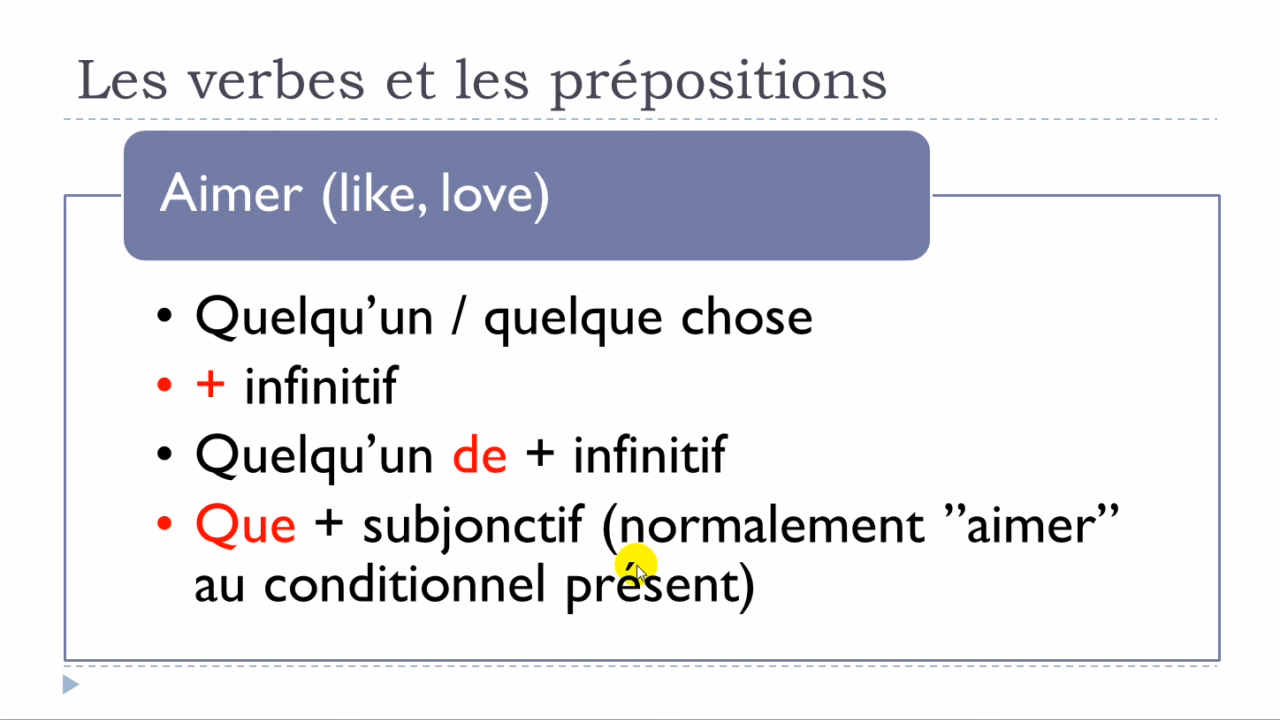 Les verbes et les prépositions
Aimer (like, love)
• Quelqu’un / quelque chose
• + infinitif
• Quelqu’un de + infinitif
• Que + subjonctif (normalement ”aimer”
au conditionnel présent)